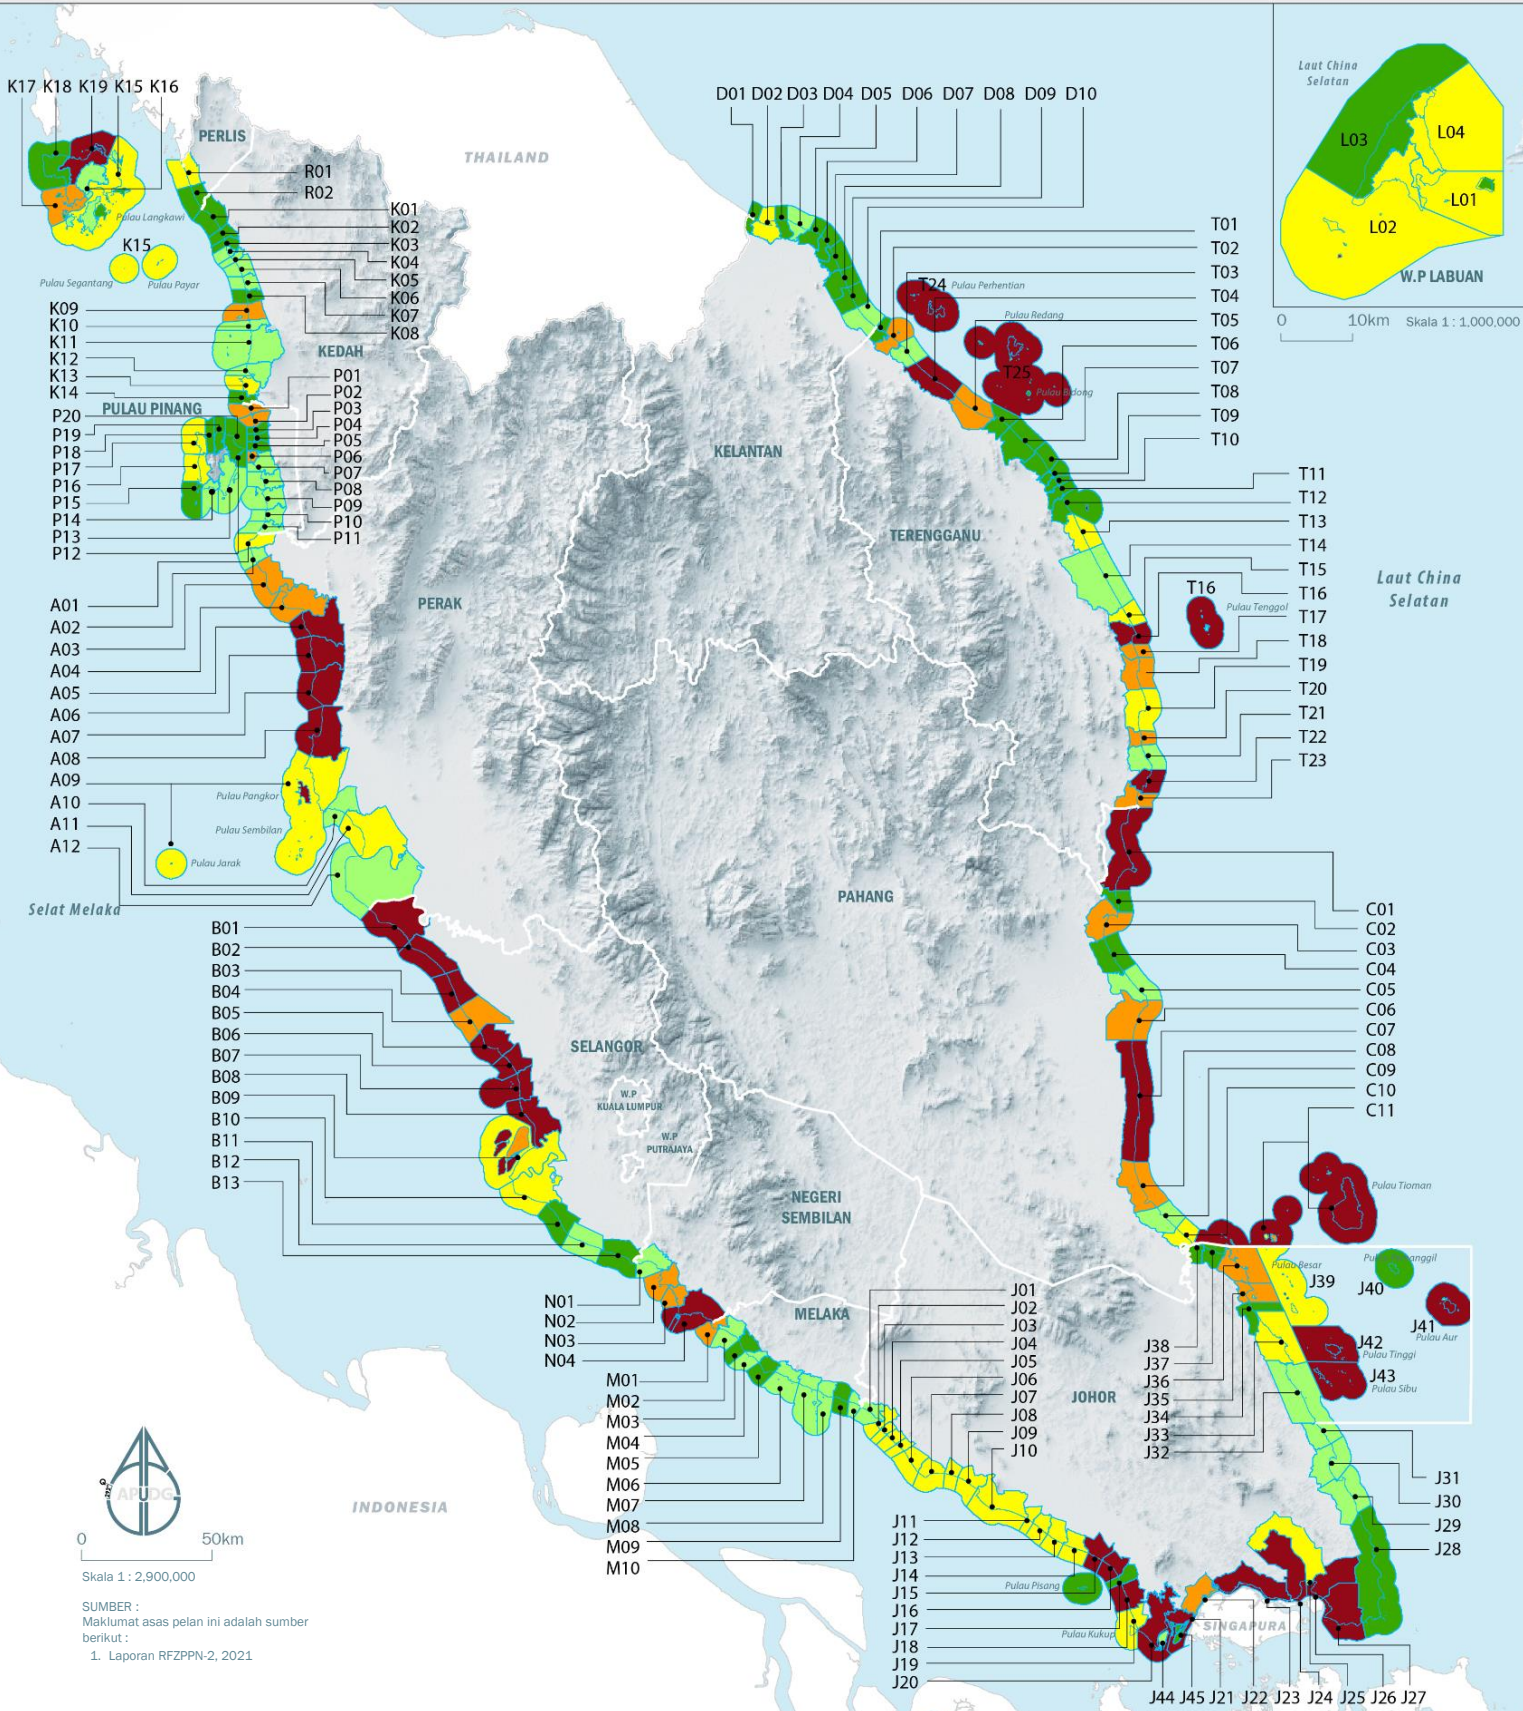 K17 K18 K19 K15 K16
PERLIS
THAILAND
R01
R02
Pulau Langkawi
K15
Pulau Segantang
Pulau Payar
K01
K02
K03
K04
K05
K06
K07
K08
K09
K10
K11
K12
K13
K14
KEDAH
PULAU PINANG
P01
P02
P03
P04
P05
P06
P07
P08
P09
P10
P11
P20
P19
P18
P17
P16
P15
P14
P13
P12
A01
A02
A03
A04
A05
A06
A07
A08
A09
A10
A11
A12
PERAK
Pulau Pangkor
Pulau Sembilan
Pulau Jarak
Selat Melaka
D01 D02 D03 D04 D05 D06 D07 D08 D09 D10
Laut China
Selatan
L03
L04
L01
L02
W.P LABUAN
0 10km Skala 1 : 1,000,000
T01
T02
T03
T04
T05
T06
T07
T08
T09
T10
T11
T12
T13
T14
T15
T16
T17
T18
T19
T20
T21
T22
T23
T24
Pulau Perhentian
Pulau Redang
T25
Pulau Bidong
T16
Pulau Tenggol
KELANTAN
TERENGGANU
Laut China
Selatan
PAHANG
C01
C02
C03
C04
C05
C06
C07
C08
C09
C10
C11
Pulau Tioman
B01
B02
B03
B04
B05
B06
B07
B08
B09
B10
B11
B12
B13
SELANGOR
W.P
KUALA LUMPUR
W.P
PUTRAJAYA
NEGERI
SEMBILAN
N01
N02
N03
N04
MELAKA
M01
M02
M03
M04
M05
M06
M07
M08
M09
M10
J01
J02
J03
J04
J05
J06
J07
J08
J09
J10
JOHOR
J38
J37
J36
J35
J34
J33
J32
Pulau Besar
J39
J40
J41
Pulau Aur
J42
Pulau Tinggi
J43
Pulau Sibu
J31
J30
J29
J28
J11
J12
J13
J14
J15
J16
J17
J18
J19
J20
Pulau Pisang
Pulau Kukup
SINGAPURA
J44 J45 J21 J22 J23 J24 J25 J26 J27
INDONESIA
APUDG
0 50km
Skala 1 : 2,900,000
SUMBER :
Maklumat asas pelan ini adalah sumber
berikut :
1. Laporan RFZPPN-2, 2021